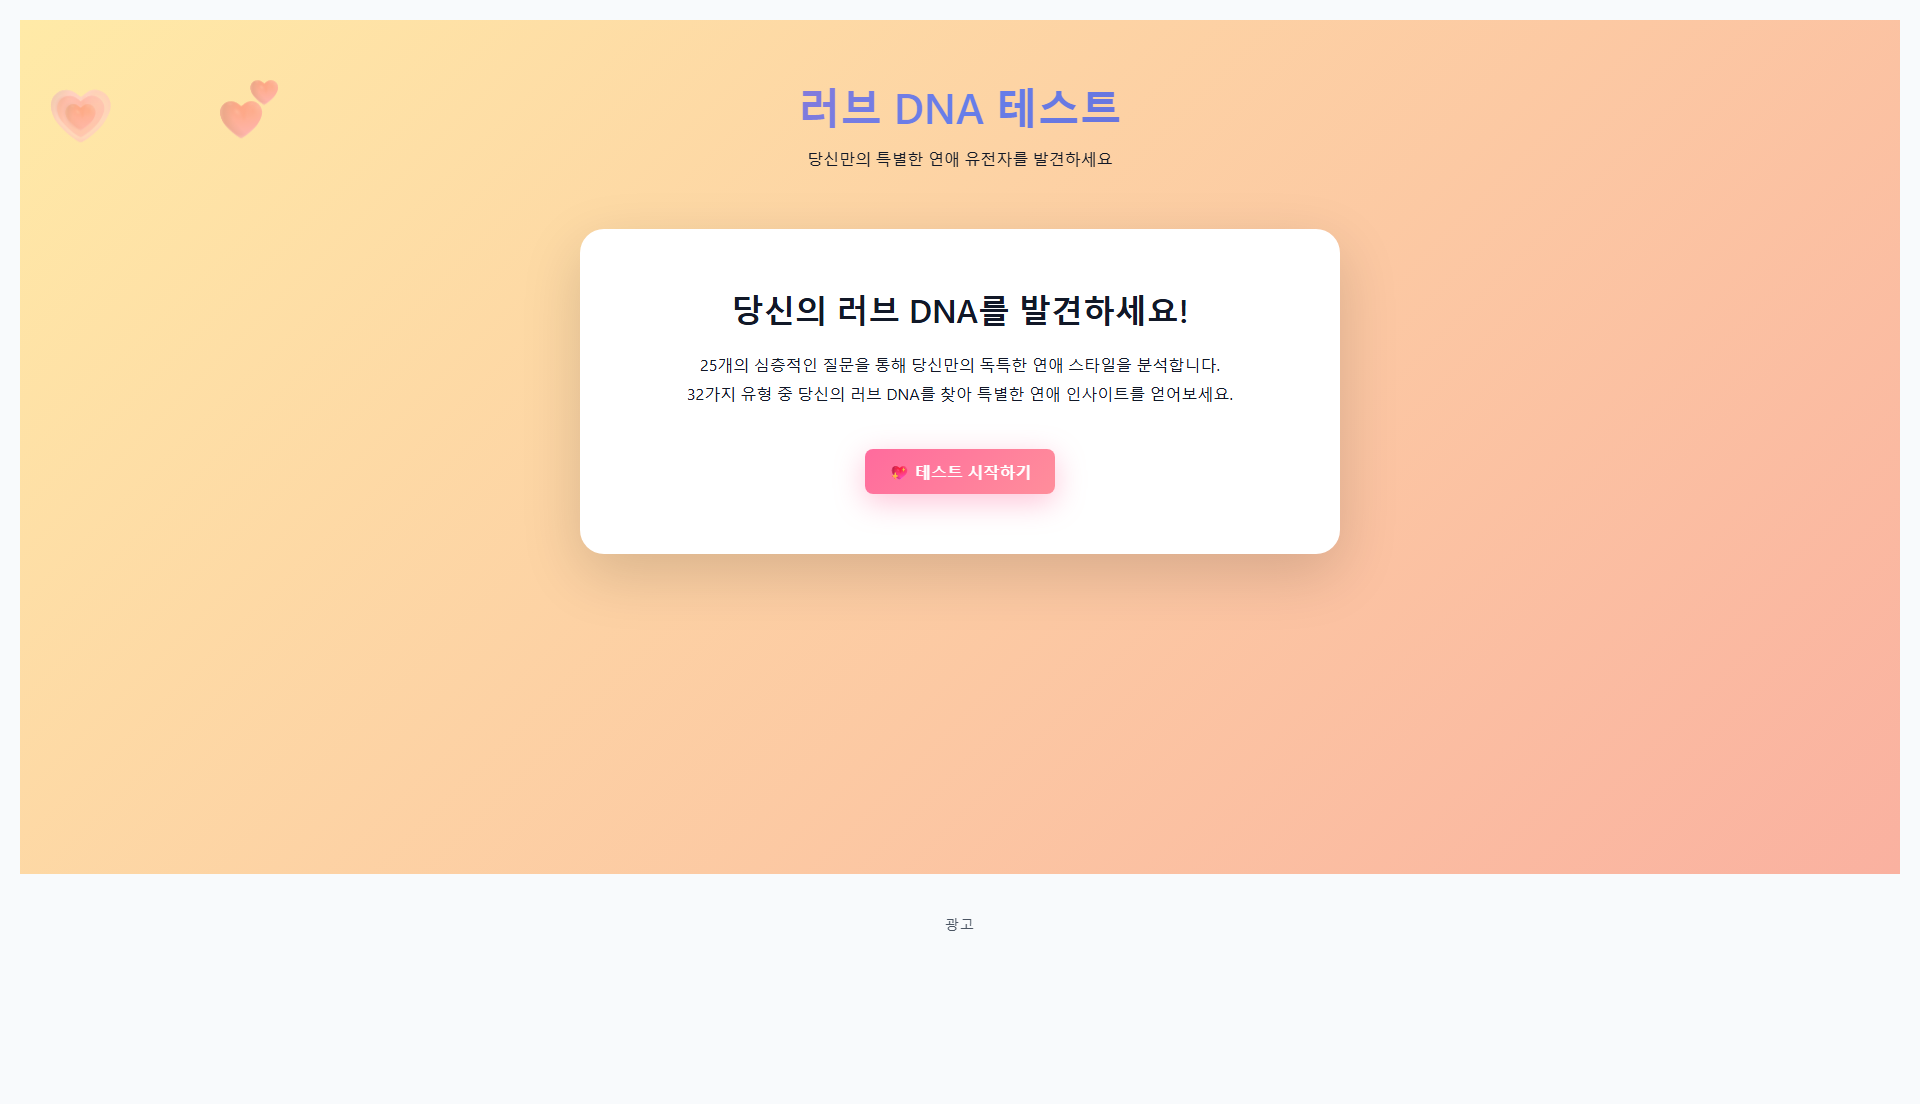 러브 DNA 테스트
당신만의 특별한 연애 유전자를 발견하세요
당신의 러브 DNA를 발견하세요!
25개의 심층적인 질문을 통해 당신만의 독특한 연애 스타일을 분석합니다.
32가지 유형 중 당신의 러브 DNA를 찾아 특별한 연애 인사이트를 얻어보세요.
💖 테스트 시작하기
광고